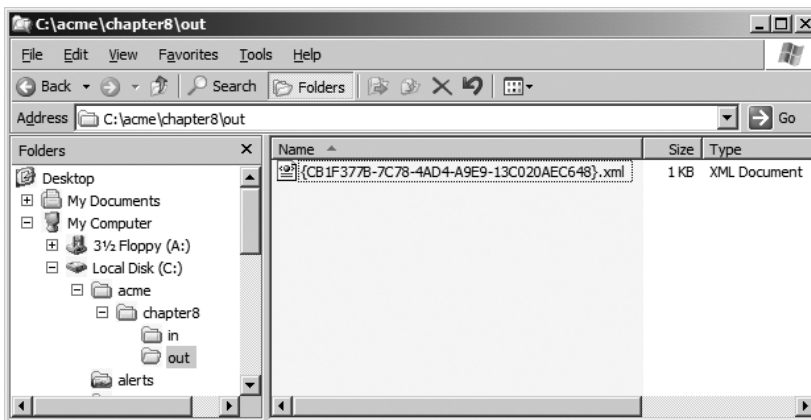 C:\acme\chapter8\out
File Edit View Favorites Tools Help
Back Search Folders
Address C:\acme\chapter8\out Go
Folders x
Name Size Type
Desktop
My Documents
My Computer
3½ Floppy (A:)
Local Disk (C:)
acme
chapter8
in
out
alerts
{CB1F377B-7C78-4AD4-A9E9-13C020AEC648}.xml 1 KB XML Document